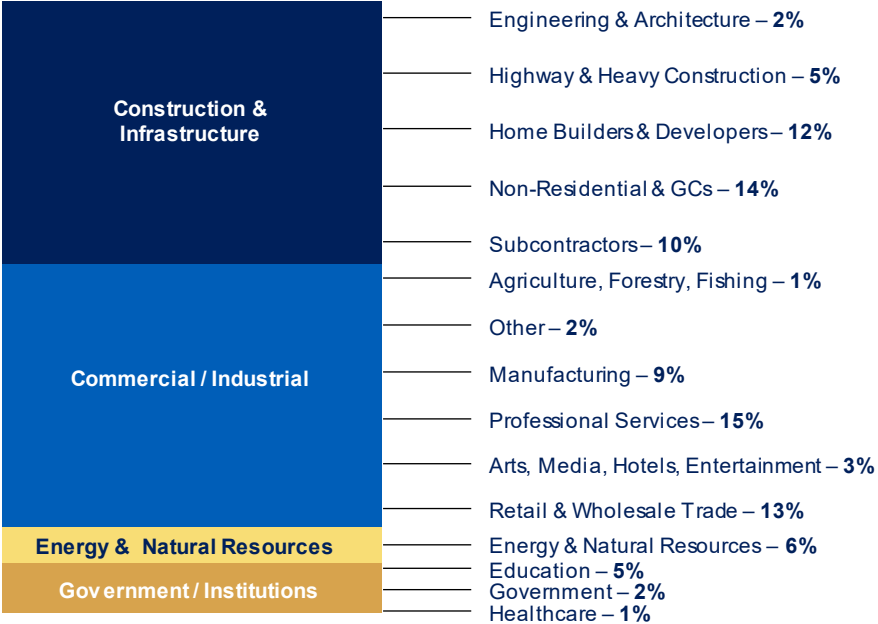 Construction &
Infrastructure
Commercial / Industrial
Energy & Natural Resources
Government / Institutions
Engineering & Architecture – 2%
Highway & Heavy Construction – 5%
Home Builders & Developers – 12%
Non-Residential & GCs – 14%
Subcontractors – 10%
Agriculture, Forestry, Fishing – 1%
Other – 2%
Manufacturing – 9%
Professional Services – 15%
Arts, Media, Hotels, Entertainment – 3%
Retail & Wholesale Trade – 13%
Energy & Natural Resources – 6%
Education – 5%
Government – 2%
Healthcare – 1%